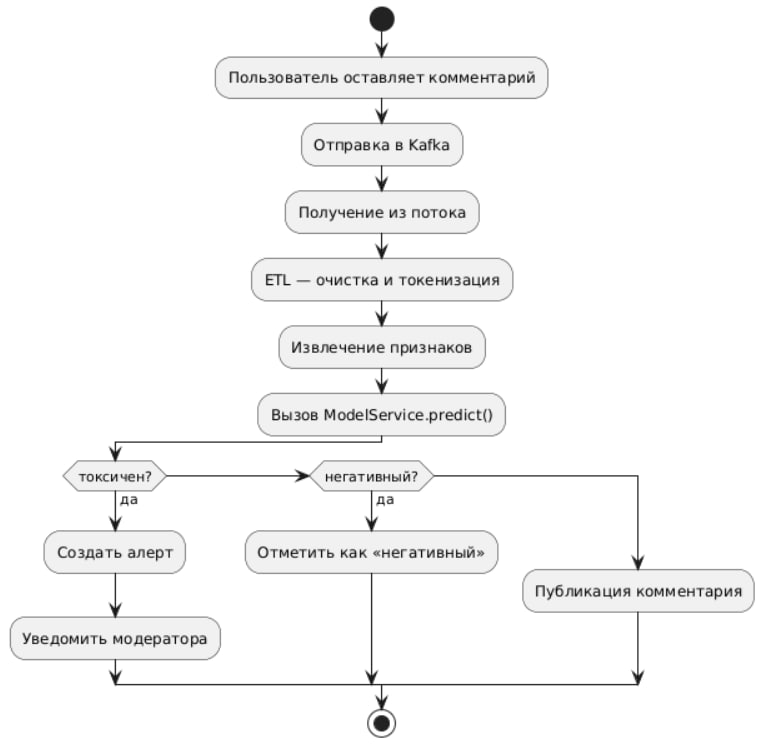 Пользователь оставляет комментарий
Отправка в Kafka
Получение из потока
ETL — очистка и токенизация
Извлечение признаков
Вызов ModelService.predict()
токсичен?
негативный?
да
да
Создать алерт
Отметить как «негативный»
Публикация комментария
Уведомить модератора